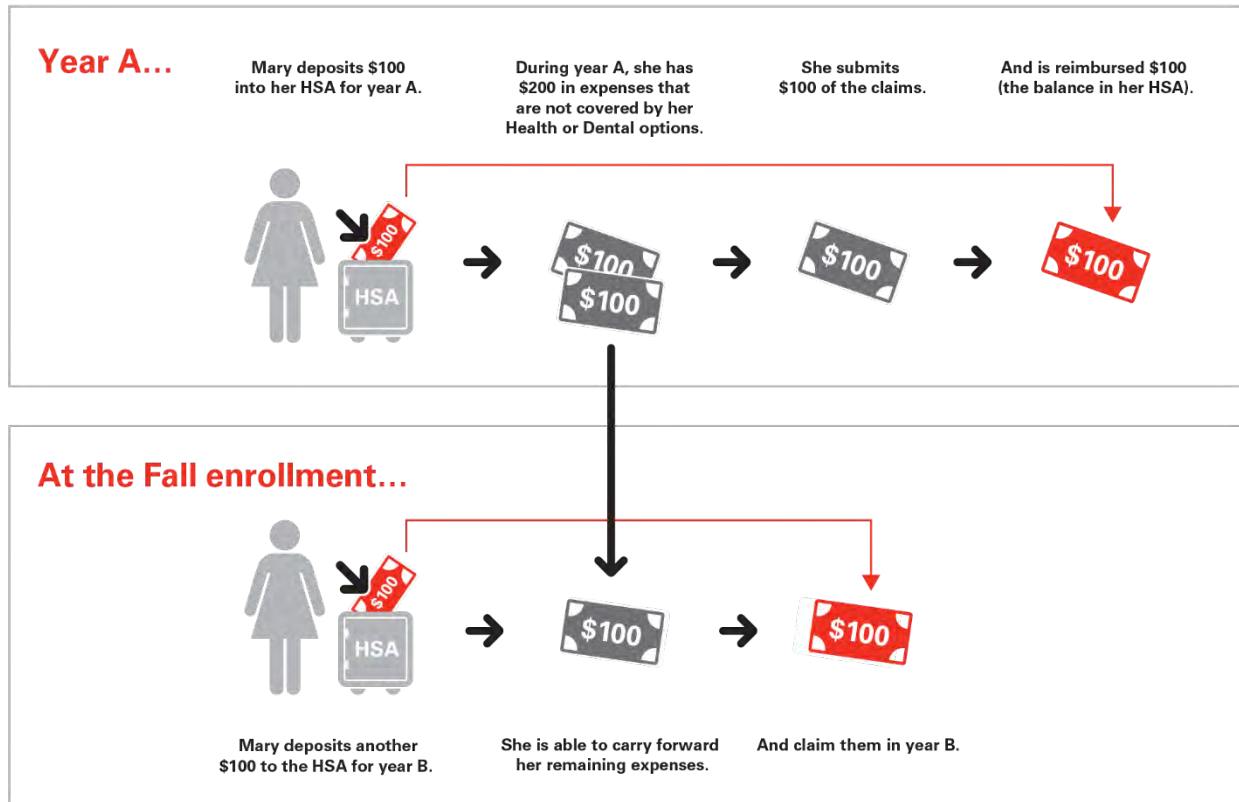 Year A...
Mary deposits $100
into her HSA for year A.
During year A, she has
$200 in expenses that
are not covered by her
Health or Dental options.
She submits
$100 of the claims.
And is reimbursed $100
(the balance in her HSA).
$100
HSA
$100
$100
$100
$100
At the Fall enrollment...
$100
HSA
$100
$100
Mary deposits another
$100 to the HSA for year B.
She is able to carry forward
her remaining expenses.
And claim them in year B.